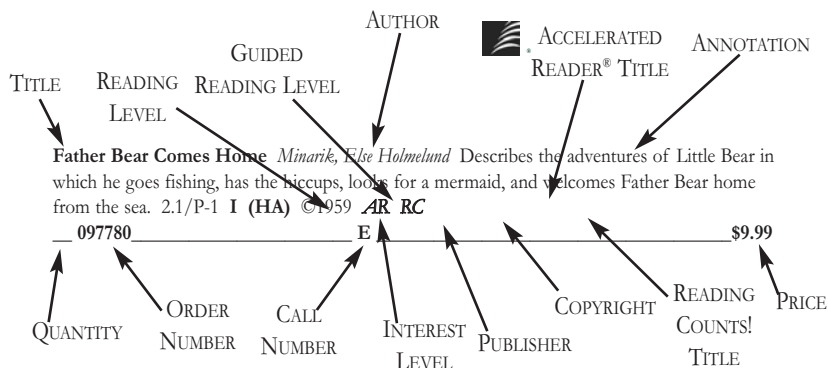 AUTHOR
GUIDED
READING LEVEL
ACCELERATED
READER® TITLE
ANNOTATION
TITLE
READING
LEVEL
Father Bear Comes Home Minarik, Else Holmelund Describes the adventures of Little Bear in
which he goes fishing, has the hiccups, looks for a mermaid, and welcomes Father Bear home
from the sea. 2.1/P-1 I (HA) ©1959 AR RC
__ 097780______________________ E ___________________________________$9.99
QUANTITY
ORDER
NUMBER
CALL
NUMBER
INTEREST
LEVEL
PUBLISHER
COPYRIGHT
READING
COUNTS!
TITLE
PRICE